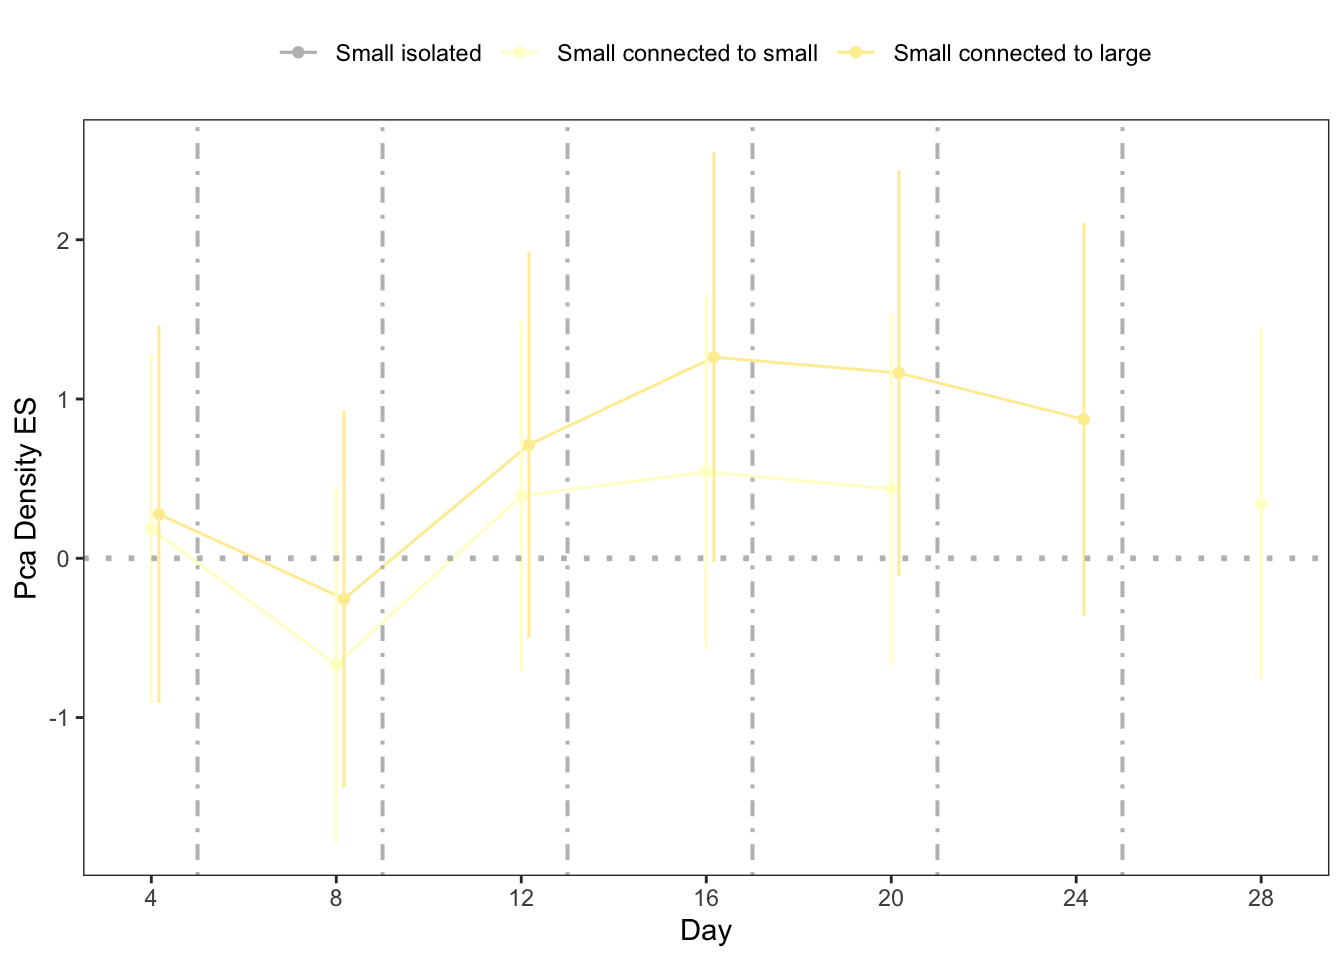 Small isolated Small connected to small Small connected to large
Pca Density ES
2
1
0
-1
4 8 12 16 20 24 28
Day